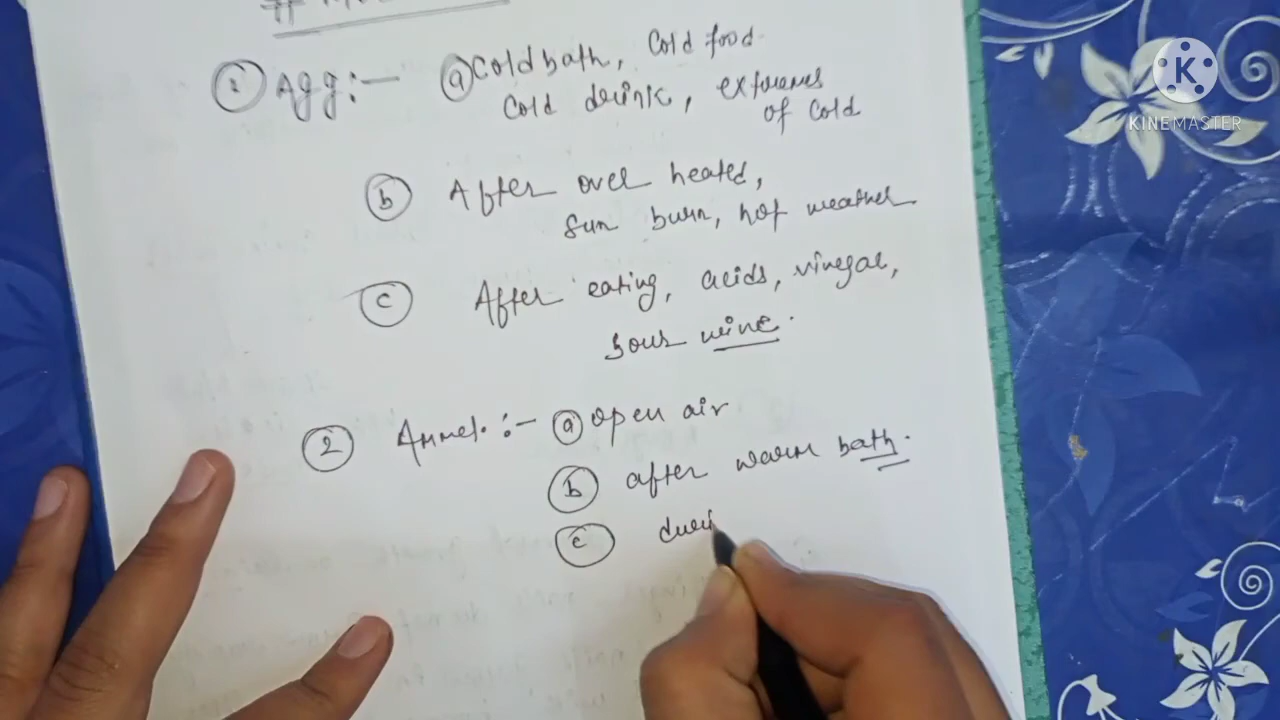 #
1 Agg:- a Cold bath, Cold food
Cold drink, extremes
of Cold
b After over heated,
Sun burn, hot weather
c After eating, acids, vinegar,
Sour wine.
2 Amel. :- a open air
b after warm bath.
c duri
K
KINEMASTER